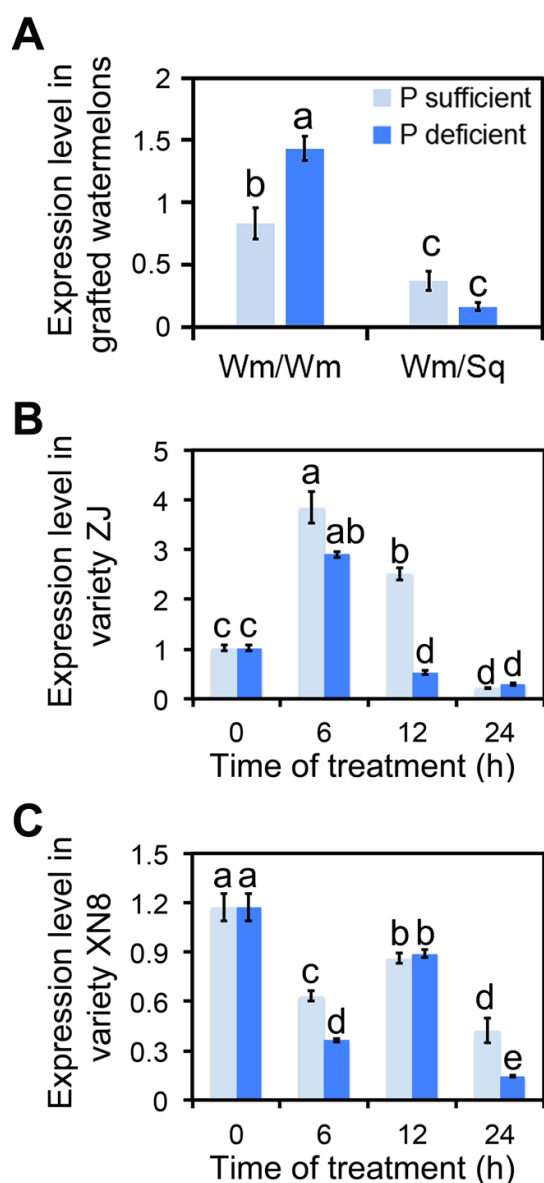 A
Expression level in
grafted watermelons
2
1.5
1
0.5
0
P sufficient
P deficient
b
a
c
c
Wm/Wm
Wm/Sq
B
Expression level in
variety ZJ
5
4
3
2
1
0
c c
a
ab
b
d
d d
0 6 12 24
Time of treatment (h)
C
Expression level in
variety XN8
1.5
1.2
0.9
0.6
0.3
0
a a
c
d
b b
d
e
0 6 12 24
Time of treatment (h)